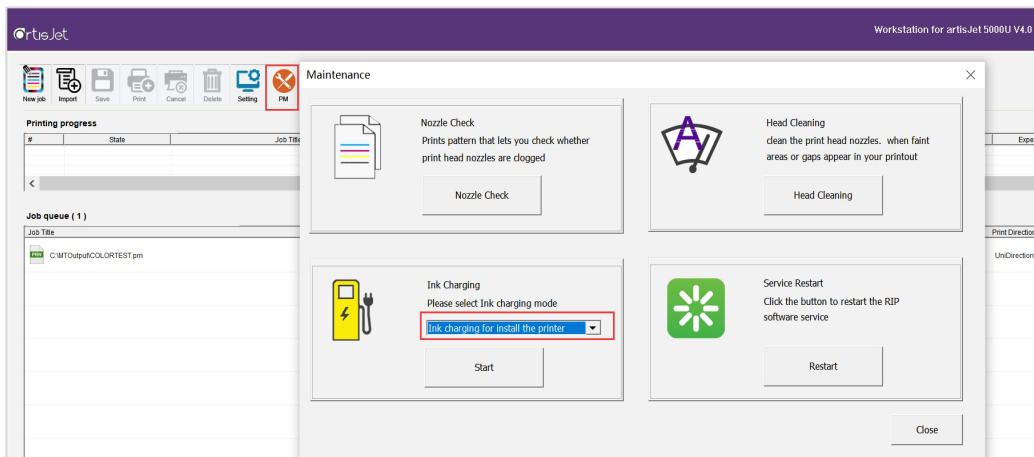 artisJet
Workstation for artisJet 5000U V4.0
New job
Import
Save
Print
Cancel
Delete
Setting
PM
Printing progress
# State Job Title
Expe
Job queue ( 1 )
Job Title
Print Direction
PRN
C:\MTOutput\COLORTEST.prn
UniDirection
Maintenance
Nozzle Check
Prints pattern that lets you check whether
print head nozzles are clogged
Nozzle Check
A
Head Cleaning
clean the print head nozzles. when faint
areas or gaps appear in your printout
Head Cleaning
Ink Charging
Please select Ink charging mode
Ink charging for install the printer
Start
Service Restart
Click the button to restart the RIP
software service
Restart
Close